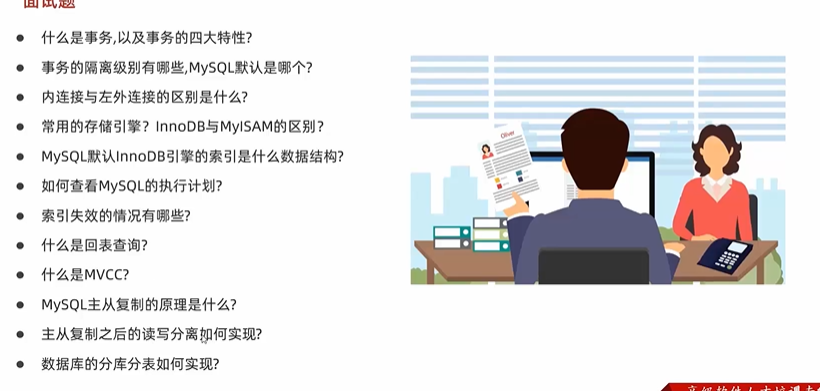 面试题
什么是事务,以及事务的四大特性?
事务的隔离级别有哪些,MySQL默认是哪个?
内连接与左外连接的区别是什么?
常用的存储引擎？InnoDB与MyISAM的区别?
MySQL默认InnoDB引擎的索引是什么数据结构?
如何查看MySQL的执行计划?
索引失效的情况有哪些?
什么是回表查询?
什么是MVCC?
MySQL主从复制的原理是什么?
主从复制之后的读写分离如何实现?
数据库的分库分表如何实现?
Oliver
高级软件人才培训专